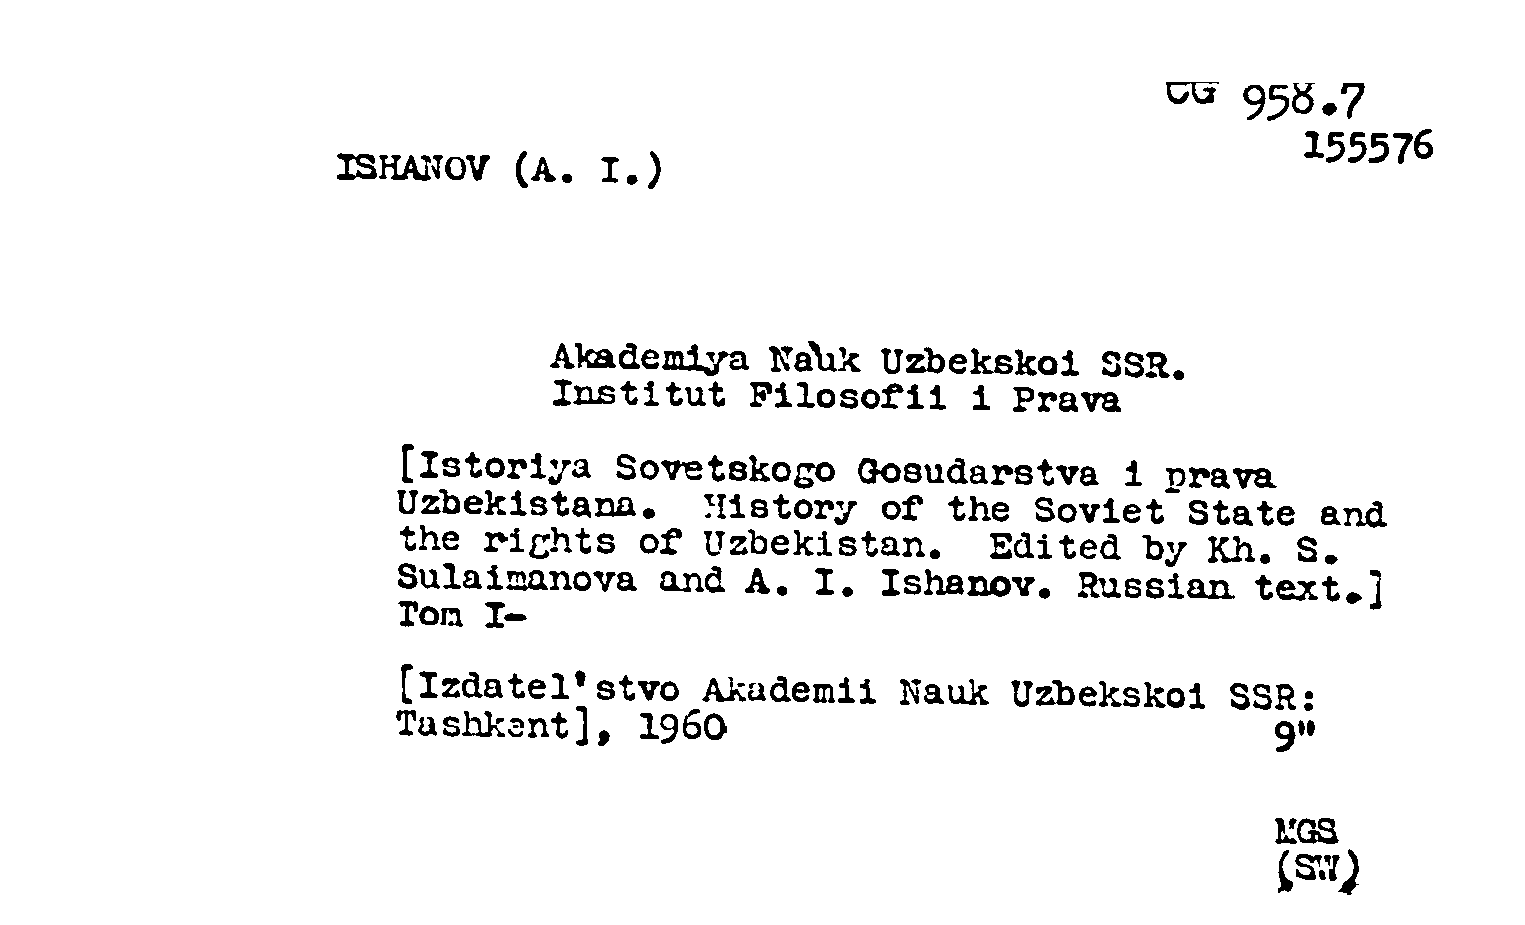 CG 958.7
155576
ISHANOV (A. I.)
Akademiya Nauk Uzbekskoi SSR.
Institut Filosofii i Prava
[Istoriya Sovetskogo Gosudarstva i prava
Uzbekistana. History of the Soviet State and
the rights of Uzbekistan. Edited by Kh. S.
Sulaimanova and A. I. Ishanov. Russian text.]
Tom I-
[Izdatel'stvo Akademii Nauk Uzbekskoi SSR:
Tashkent], 1960 9"
MGS
(SW)